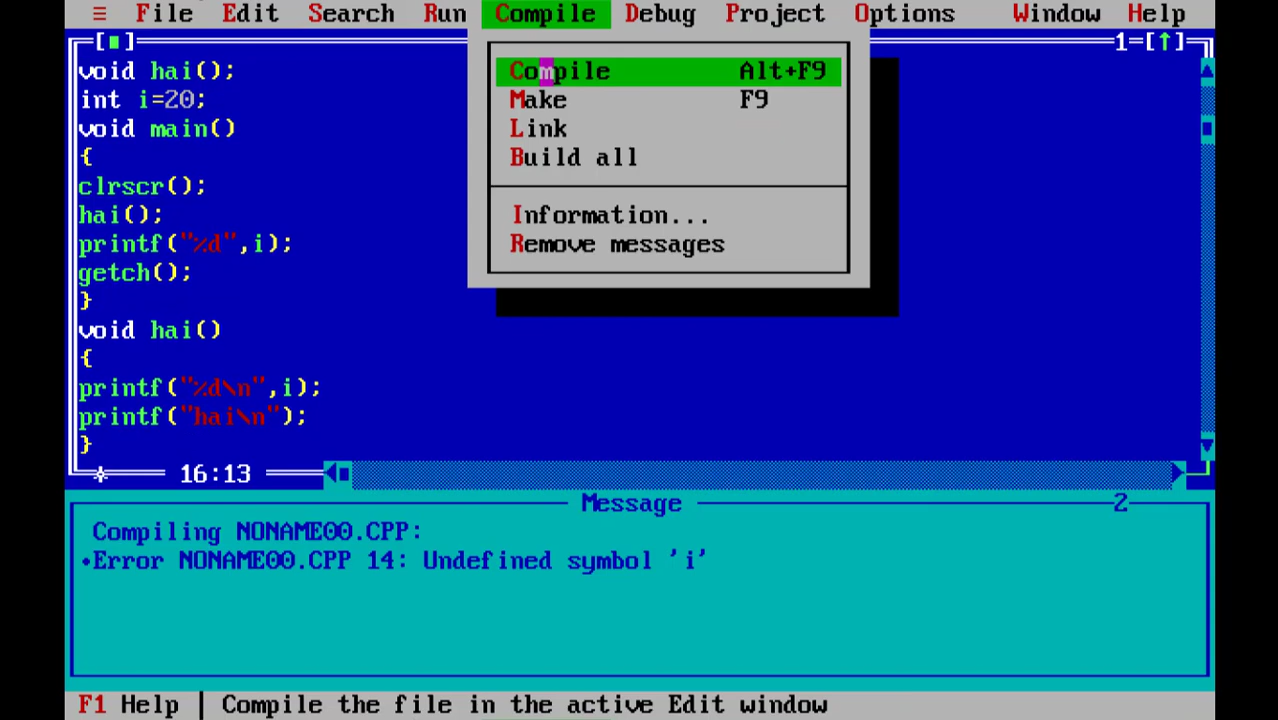 ≡ File Edit Search Run Compile Debug Project Options Window Help
[■] 1=[↑]
void hai();
int i=20;
void main()
{
clrscr();
hai();
printf("%d",i);
getch();
}
void hai()
{
printf("%d\n",i);
printf("hai\n");
}
16:13
Compile Alt+F9
Make F9
Link
Build all
Information...
Remove messages
Message 2
Compiling NONAME00.CPP:
•Error NONAME00.CPP 14: Undefined symbol 'i'
F1 Help | Compile the file in the active Edit window